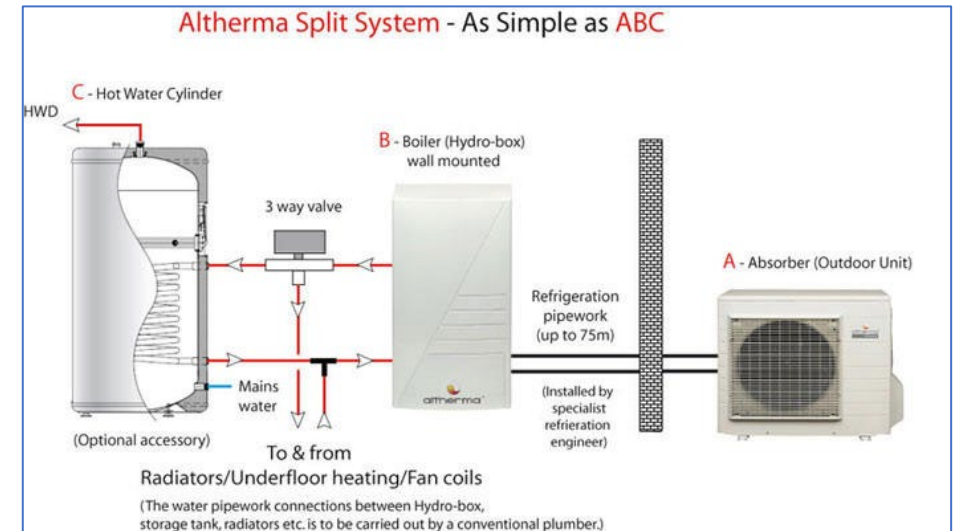 Altherma Split System - As Simple as ABC
C - Hot Water Cylinder
HWD
B - Boiler (Hydro-box)
wall mounted
3 way valve
A - Absorber (Outdoor Unit)
Refrigeration
pipework
(up to 75m)
altherma
Mains
water
(Installed by
specialist
refrieration
engineer)
(Optional accessory)
To & from
Radiators/Underfloor heating/Fan coils
(The water pipework connections between Hydro-box,
storage tank, radiators etc. is to be carried out by a conventional plumber.)